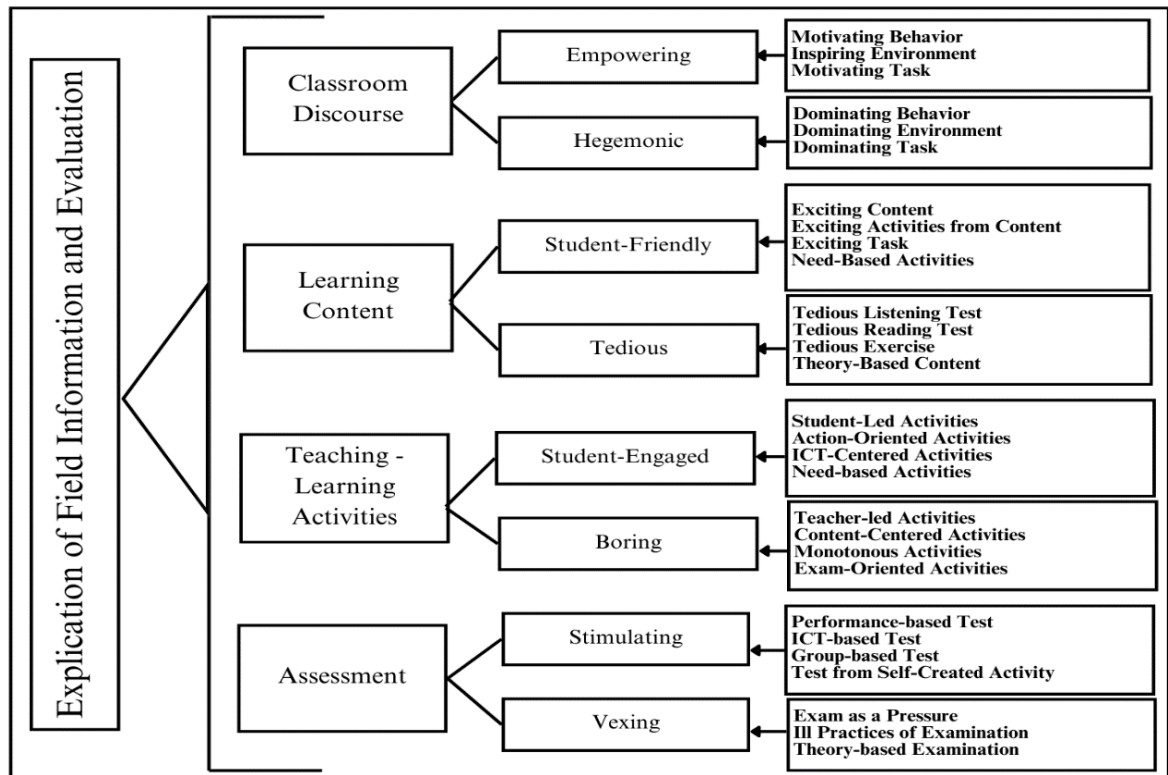 Explication of Field Information and Evaluation
Classroom
Discourse
Empowering
Motivating Behavior
Inspiring Environment
Motivating Task
Hegemonic
Dominating Behavior
Dominating Environment
Dominating Task
Learning
Content
Student-Friendly
Exciting Content
Exciting Activities from Content
Exciting Task
Need-Based Activities
Tedious
Tedious Listening Test
Tedious Reading Test
Tedious Exercise
Theory-Based Content
Teaching -
Learning
Activities
Student-Engaged
Student-Led Activities
Action-Oriented Activities
ICT-Centered Activities
Need-based Activities
Boring
Teacher-led Activities
Content-Centered Activities
Monotonous Activities
Exam-Oriented Activities
Assessment
Stimulating
Performance-based Test
ICT-based Test
Group-based Test
Test from Self-Created Activity
Vexing
Exam as a Pressure
Ill Practices of Examination
Theory-based Examination